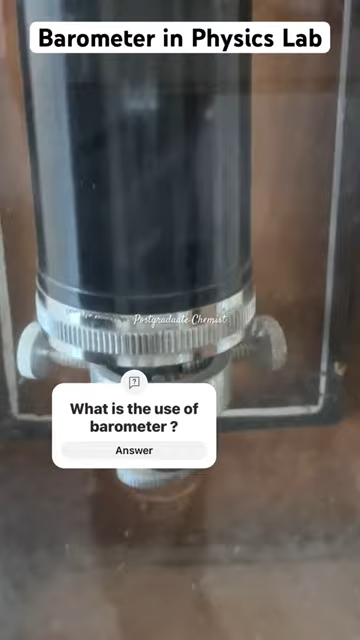 Barometer in Physics Lab
Postgraduate Chemist
What is the use of
barometer ?
Answer